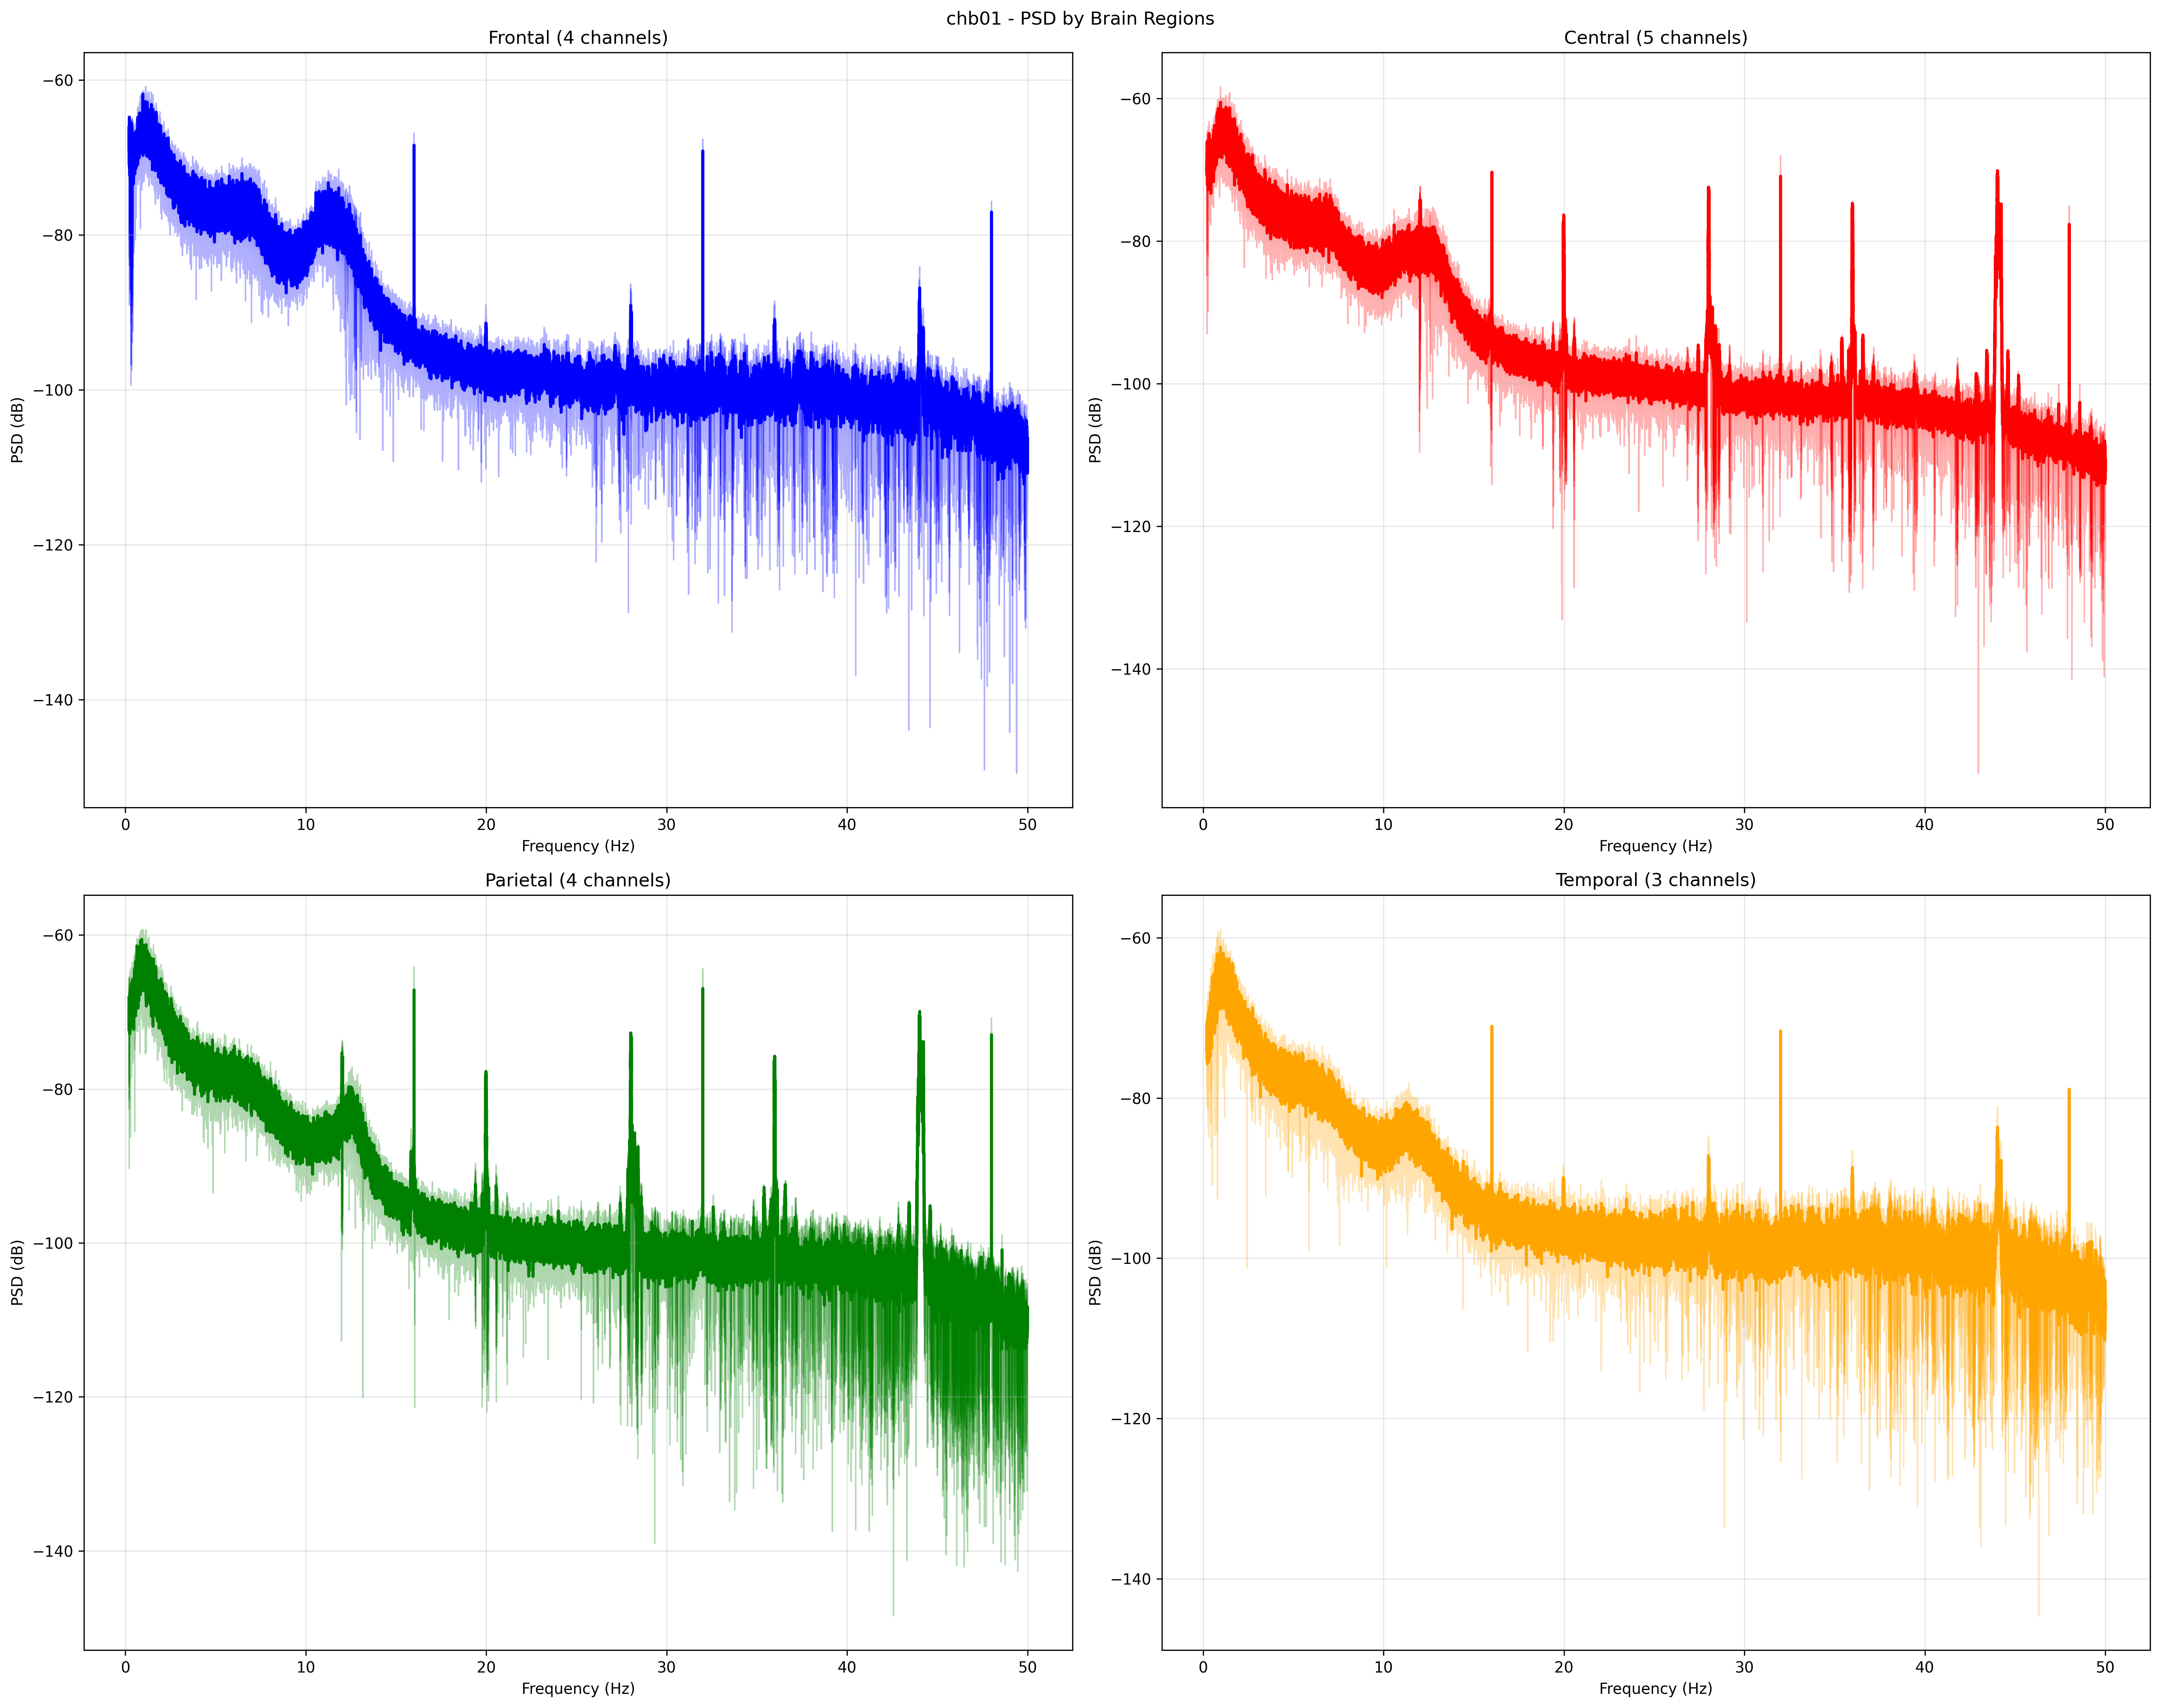 chb01 - PSD by Brain Regions
Frontal (4 channels)
−60
−80
−100
−120
−140
PSD (dB)
0 10 20 30 40 50
Frequency (Hz)
Central (5 channels)
−60
−80
−100
−120
−140
PSD (dB)
0 10 20 30 40 50
Frequency (Hz)
Parietal (4 channels)
−60
−80
−100
−120
−140
PSD (dB)
0 10 20 30 40 50
Frequency (Hz)
Temporal (3 channels)
−60
−80
−100
−120
−140
PSD (dB)
0 10 20 30 40 50
Frequency (Hz)